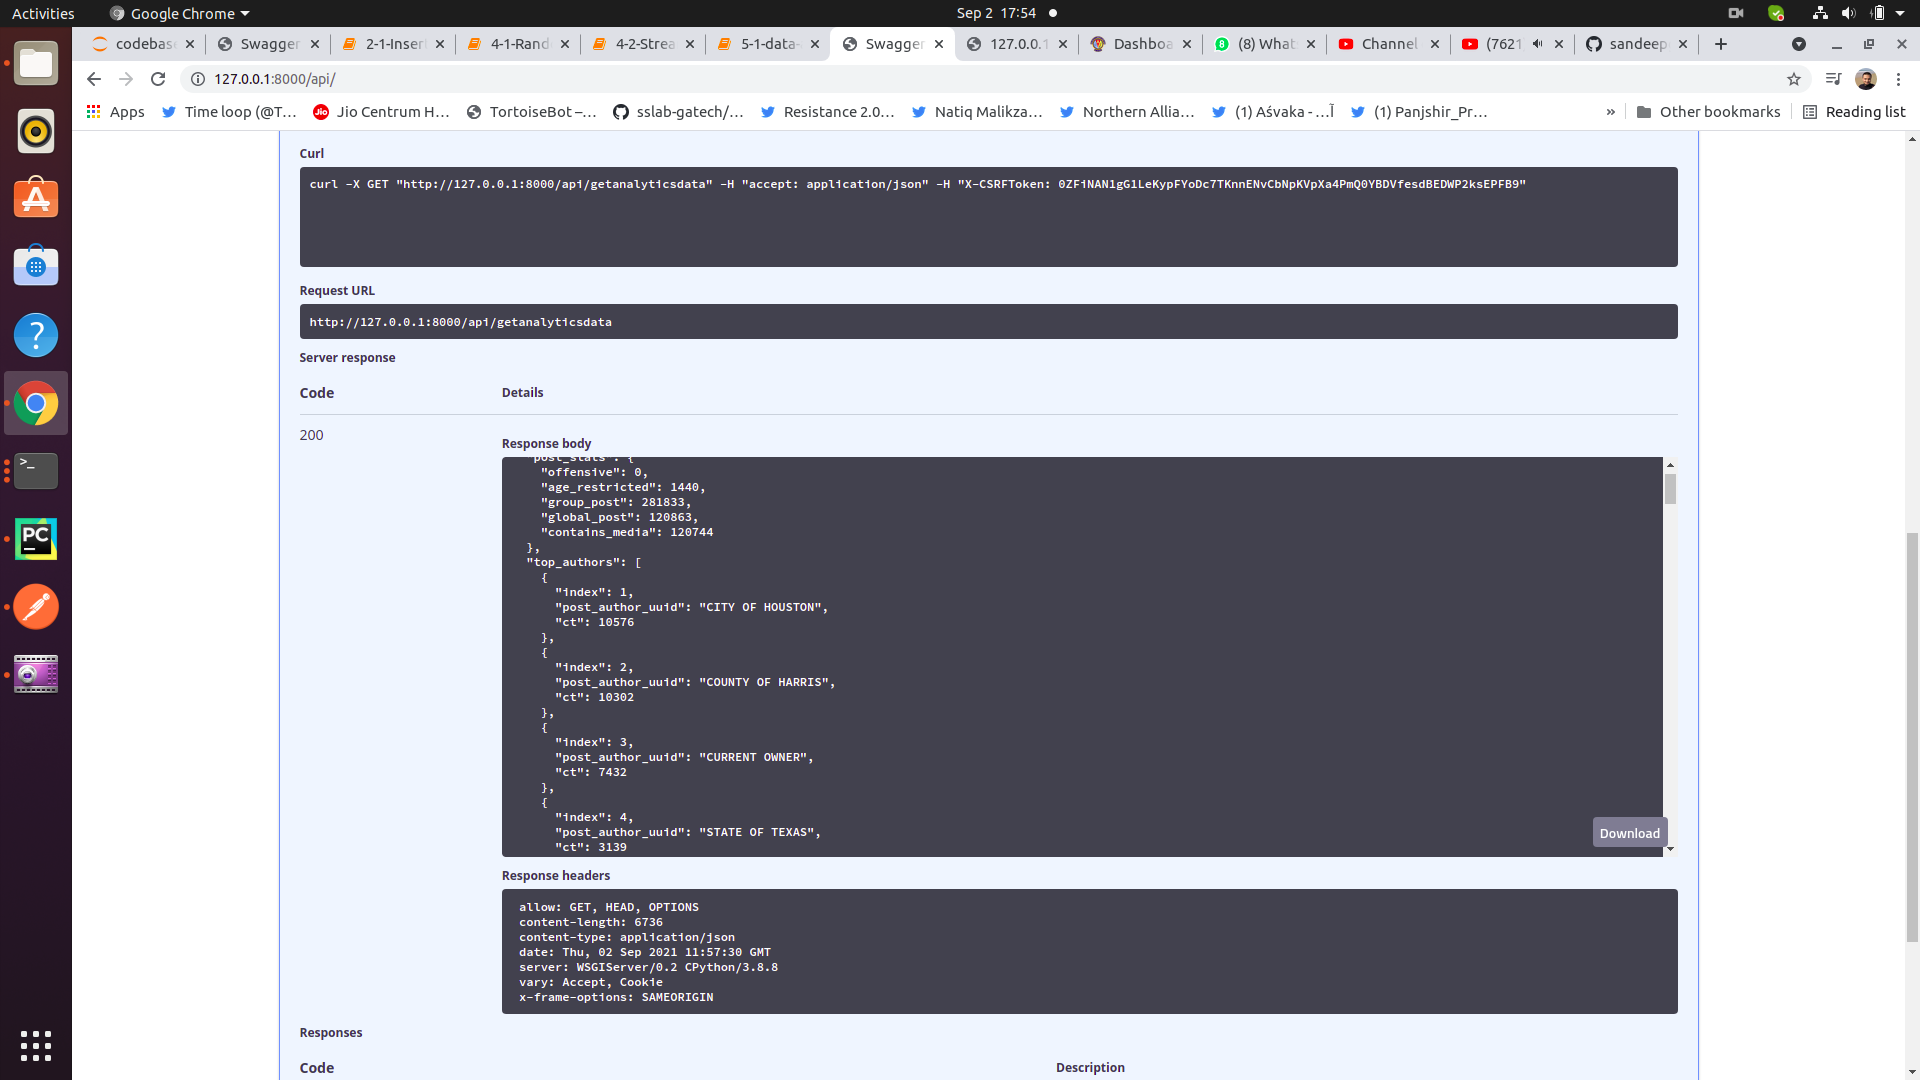 Activities
Google Chrome
Sep 2 17:54
codebas
Swagger
2-1-Inser
4-1-Rand
4-2-Strea
5-1-data-
Swagger
127.0.0.1
Dashboa
(8) What
Channel
(7621
sandeep
127.0.0.1:8000/api/
Apps
Time loop (@T…
Jio Centrum H…
TortoiseBot –…
sslab-gatech/…
Resistance 2.0…
Natiq Malikza…
Northern Allia…
(1) Aśvaka - …آ
(1) Panjshir_Pr…
»
Other bookmarks
Reading list
Curl
curl -X GET "http://127.0.0.1:8000/api/getanalyticsdata" -H "accept: application/json" -H "X-CSRFToken: 0ZFiNAN1gG1LeKypFYoDc7TKnnENvCbNpKVpXa4PmQ0YBDVfesdBEDWP2ksEPFB9"
Request URL
http://127.0.0.1:8000/api/getanalyticsdata
Server response
Code
Details
200
Response body
"post_stats": {
"offensive": 0,
"age_restricted": 1440,
"group_post": 281833,
"global_post": 120863,
"contains_media": 120744
},
"top_authors": [
{
"index": 1,
"post_author_uuid": "CITY OF HOUSTON",
"ct": 10576
},
{
"index": 2,
"post_author_uuid": "COUNTY OF HARRIS",
"ct": 10302
},
{
"index": 3,
"post_author_uuid": "CURRENT OWNER",
"ct": 7432
},
{
"index": 4,
"post_author_uuid": "STATE OF TEXAS",
"ct": 3139
Download
Response headers
allow: GET, HEAD, OPTIONS
content-length: 6736
content-type: application/json
date: Thu, 02 Sep 2021 11:57:30 GMT
server: WSGIServer/0.2 CPython/3.8.8
vary: Accept, Cookie
x-frame-options: SAMEORIGIN
Responses
Code
Description